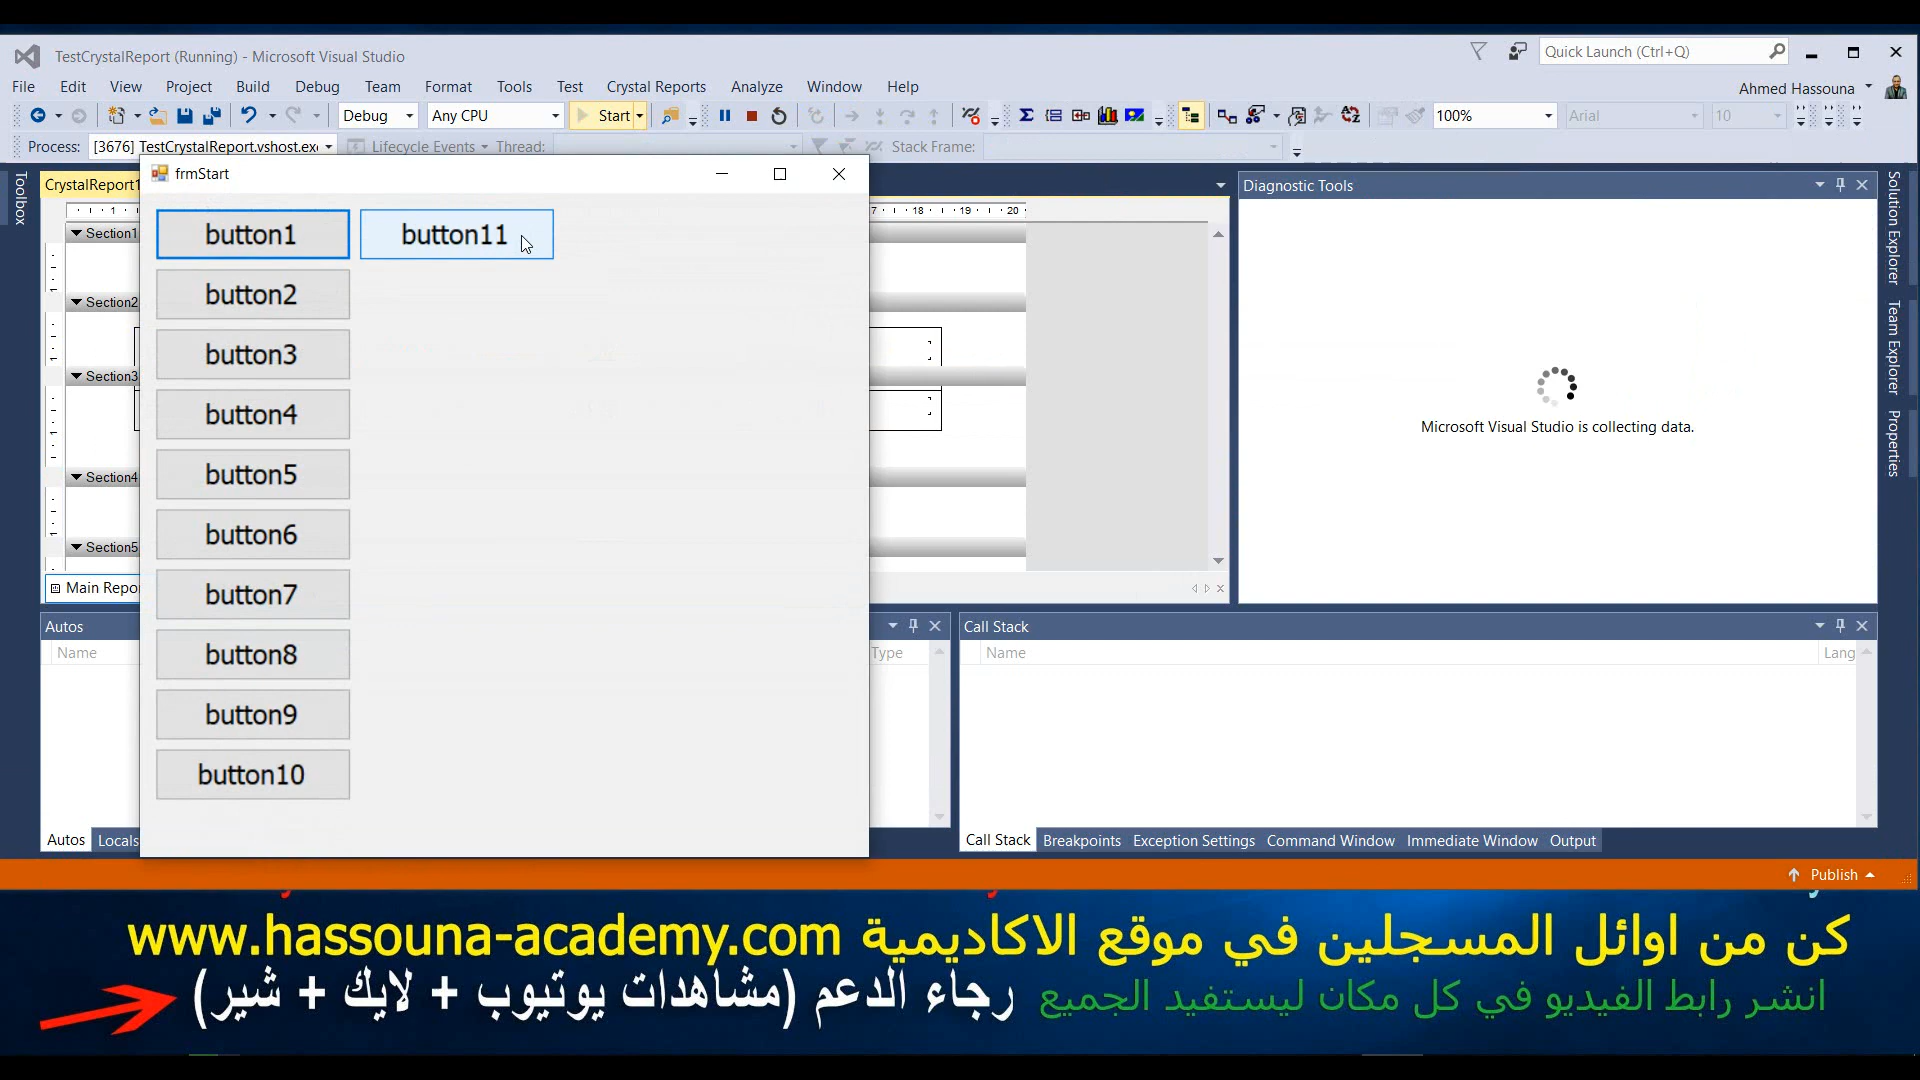 TestCrystalReport (Running) - Microsoft Visual Studio
Quick Launch (Ctrl+Q)
File Edit View Project Build Debug Team Format Tools Test Crystal Reports Analyze Window Help
Ahmed Hassouna
Debug Any CPU Start 100% Arial 10
Process: [3676] TestCrystalReport.vshost.exe Lifecycle Events Thread: Stack Frame:
Toolbox
CrystalReport1
frmStart
button1 button11
button2
button3
button4
button5
button6
button7
button8
button9
button10
1 7 18 19 20
Section1
Section2
Section3
Section4
Section5
Main Repo
Diagnostic Tools
Microsoft Visual Studio is collecting data.
Solution Explorer
Team Explorer
Properties
Autos
Name Type
Autos Locals
Call Stack
Name Lang
Call Stack Breakpoints Exception Settings Command Window Immediate Window Output
Publish
كن من اوائل المسجلين في موقع الاكاديمية www.hassouna-academy.com
انشر رابط الفيديو في كل مكان ليستفيد الجميع رجاء الدعم (مشاهدات يوتيوب + لايك + شير)